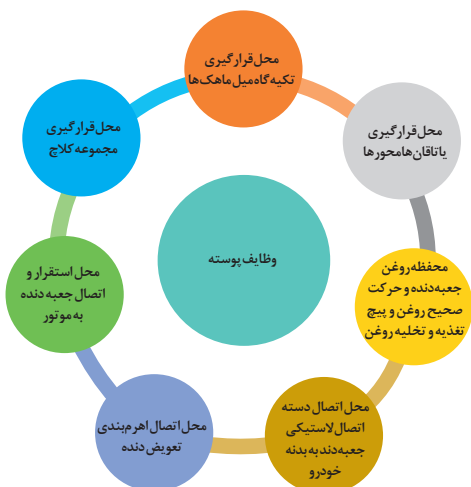 محل قرارگیری
تکیه گاه میل ماهک‌ها
محل قرارگیری
یاتاقان‌ها محورها
محفظه روغن
جعبه‌دنده و حرکت
صحیح روغن و پیچ
تغذیه و تخلیه روغن
محل اتصال دسته
اتصال لاستیکی
جعبه‌دند به بدنه
خودرو
محل اتصال اهرم‌بندی
تعویض دنده
محل استقرار و
اتصال جعبه دنده
به موتور
محل قرارگیری
مجموعه کلاچ
وظایف پوسته